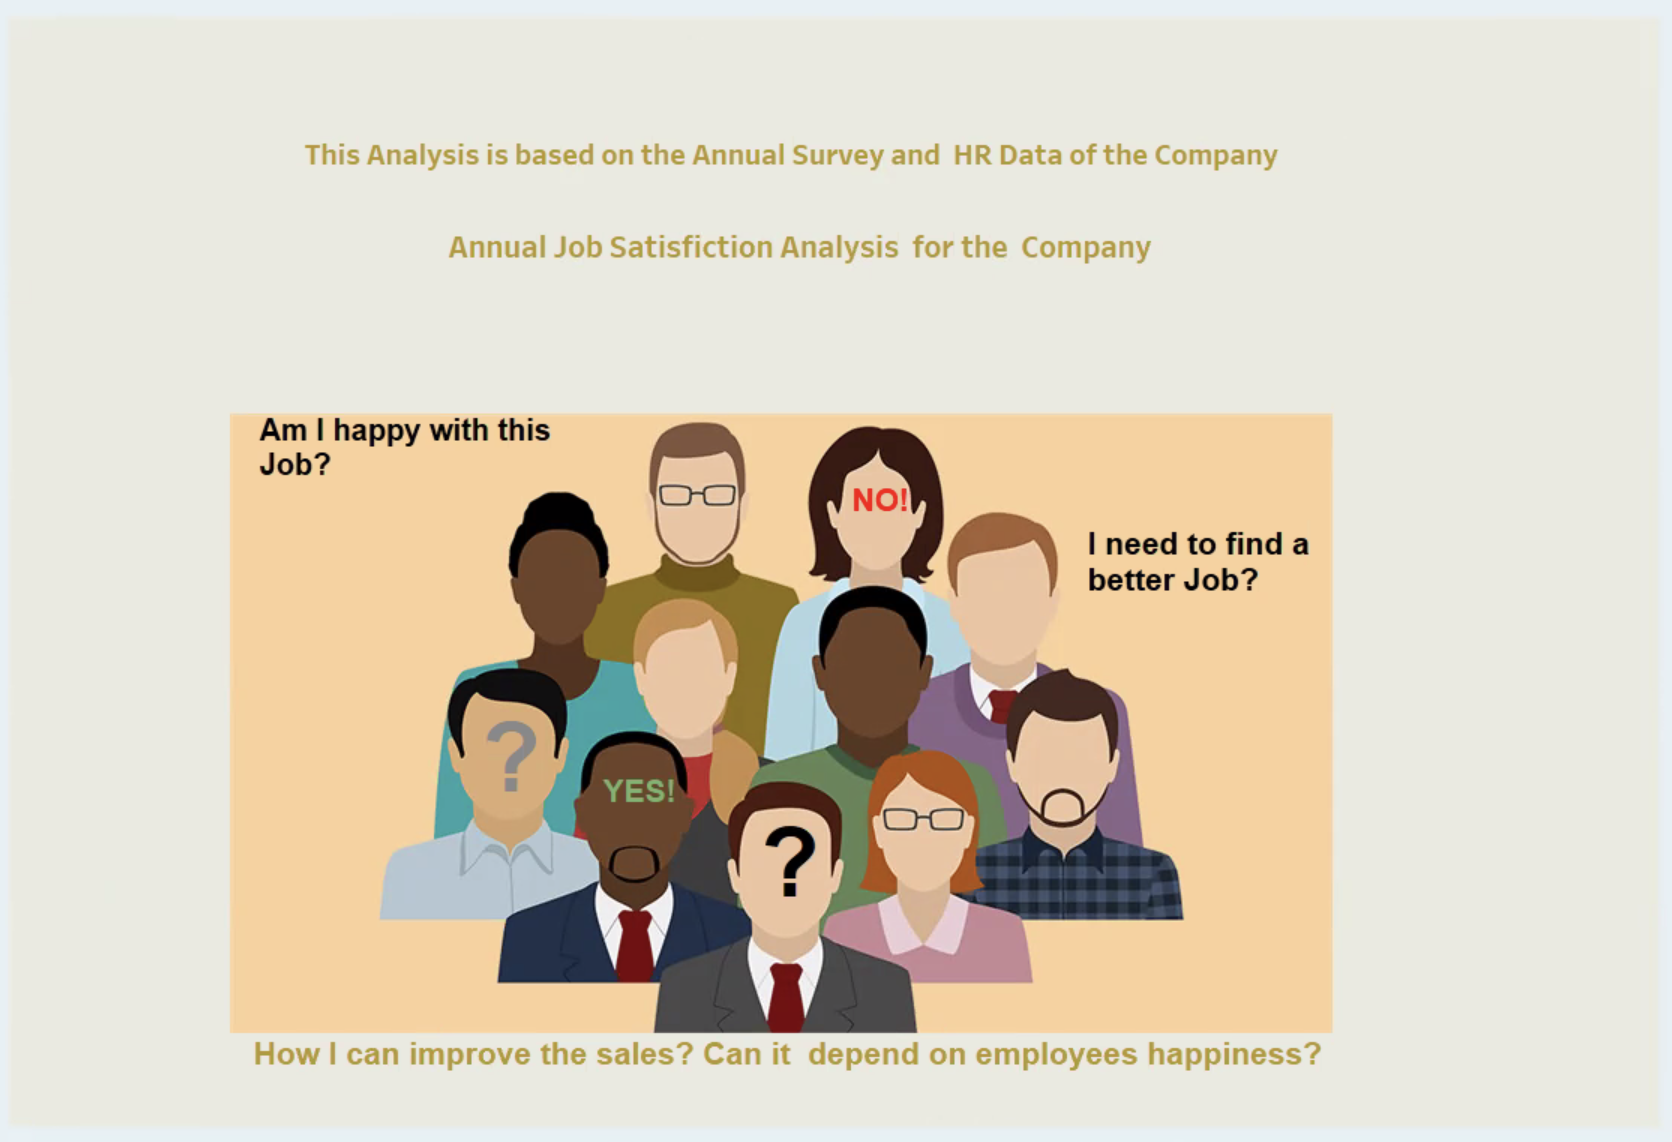 This Analysis is based on the Annual Survey and HR Data of the Company
Annual Job Satisfiction Analysis for the Company
Am I happy with this
Job?
NO!
I need to find a
better Job?
?
YES!
?
How I can improve the sales? Can it depend on employees happiness?